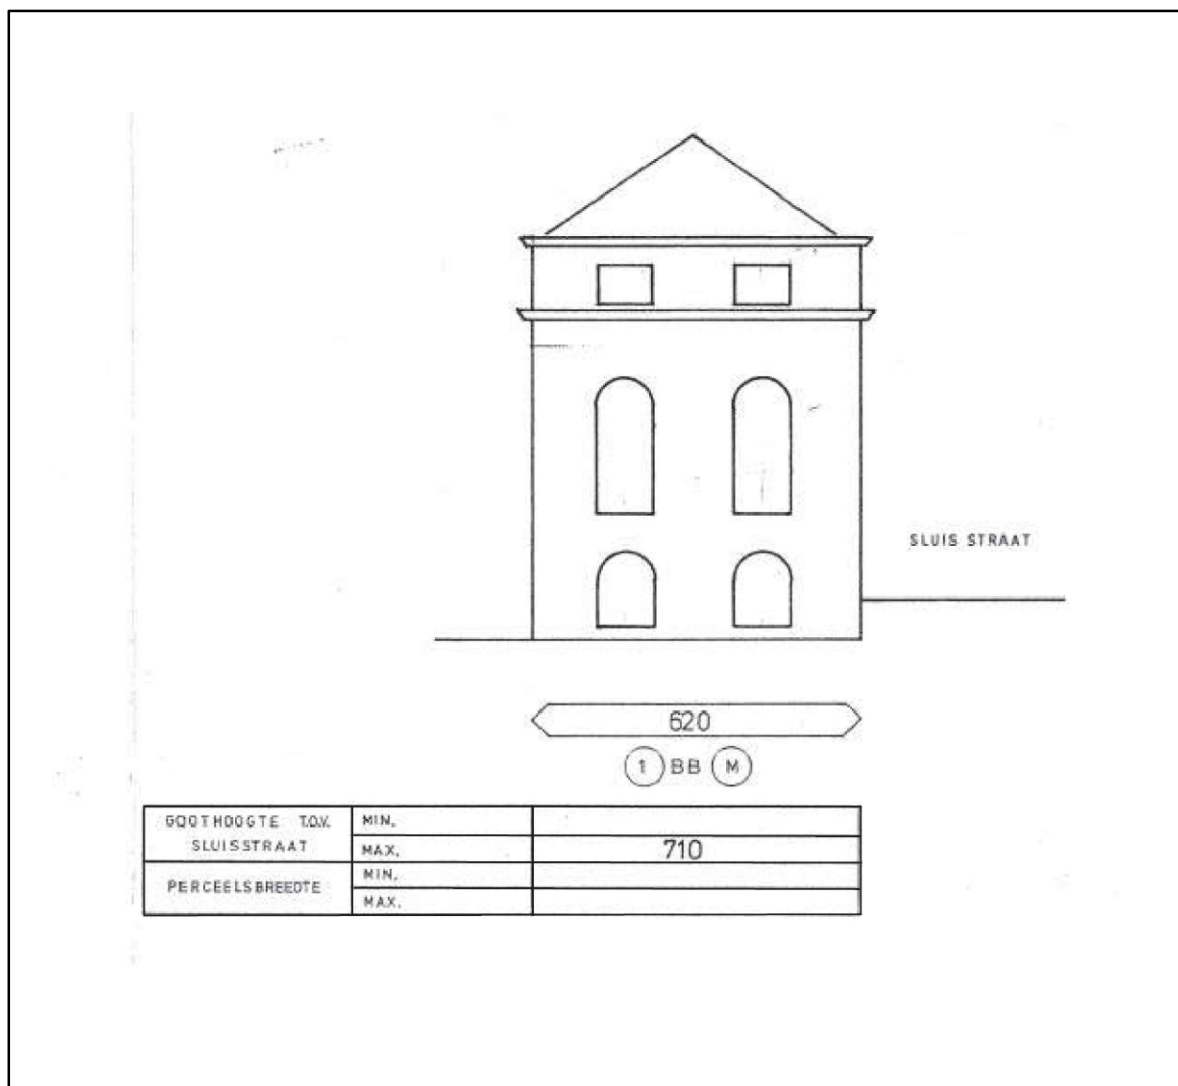 SLUIS STRAAT
620
1 BB M
GOOTHOOGTE T.O.V. SLUISSTRAAT
MIN.
MAX. 710
PERCEELSBREEDTE
MIN.
MAX.